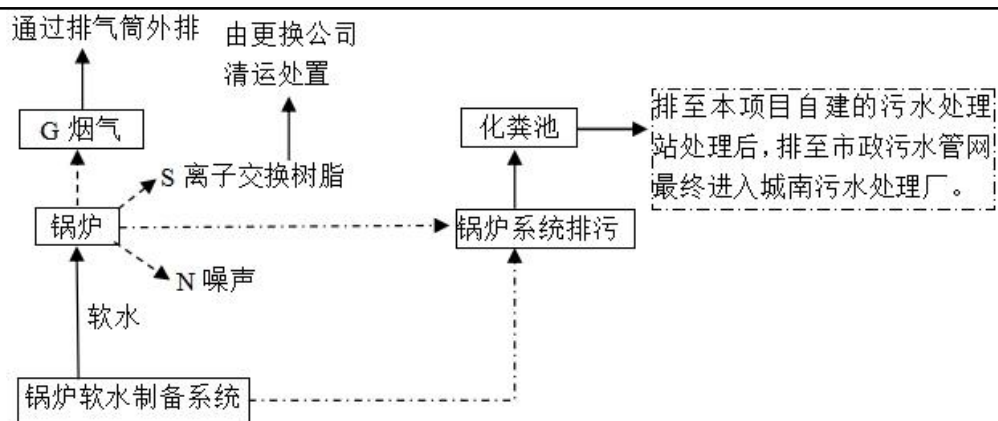 通过排气筒外排
由更换公司
清运处置
G 烟气
化粪池
排至本项目自建的污水处理
站处理后，排至市政污水管网
最终进入城南污水处理厂。
S 离子交换树脂
锅炉
锅炉系统排污
N 噪声
软水
锅炉软水制备系统